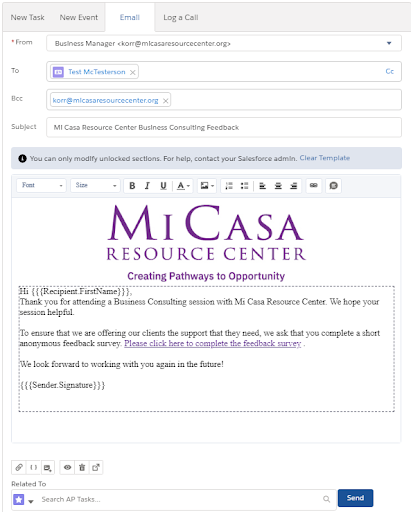 New Task New Event Email Log a Call
* From Business Manager <korr@micasaresourcecenter.org>
To Test McTesterson × Cc
Bcc korr@micasaresourcecenter.org ×
Subject Mi Casa Resource Center Business Consulting Feedback
You can only modify unlocked sections. For help, contact your Salesforce admin. Clear Template
Font Size B I U A
MI CASA
RESOURCE CENTER
Creating Pathways to Opportunity
Hi {{{Recipient.FirstName}}},
Thank you for attending a Business Consulting session with Mi Casa Resource Center. We hope your
session helpful.
To ensure that we are offering our clients the support that they need, we ask that you complete a short
anonymous feedback survey. Please click here to complete the feedback survey .
We look forward to working with you again in the future!
{{{Sender.Signature}}}
Related To
Search AP Tasks... Send